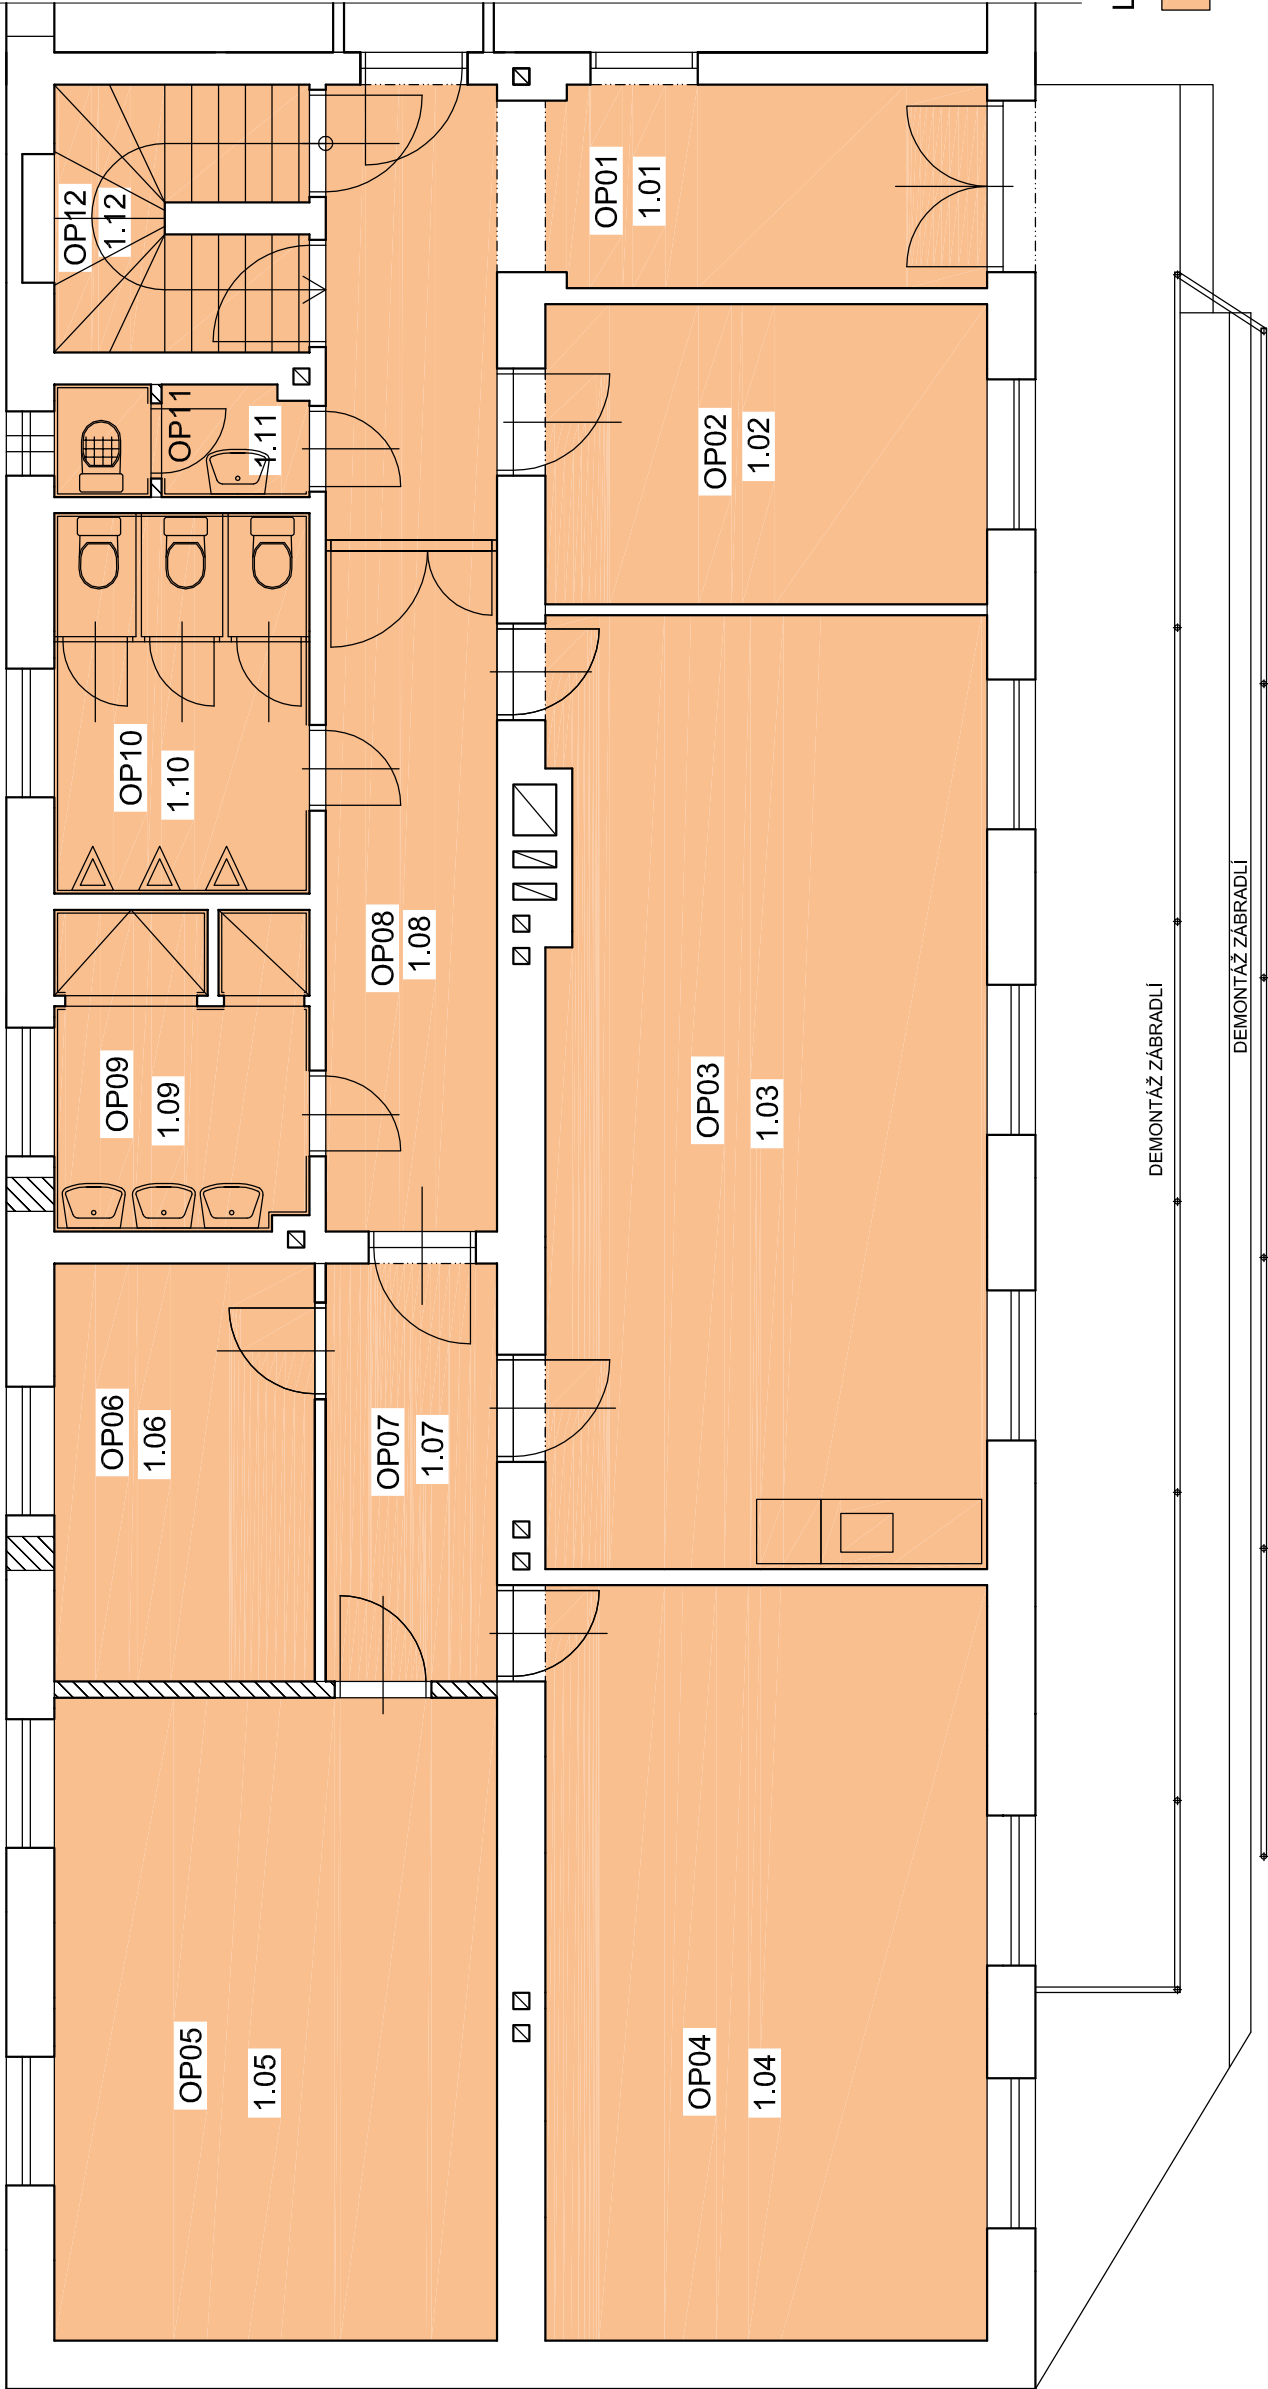 OP12
1.12
OP01
1.01
OP11
1.11
OP02
1.02
OP10
1.10
OP08
1.08
OP09
1.09
OP03
1.03
OP06
1.06
OP07
1.07
OP05
1.05
OP04
1.04
DEMONTÁŽ ZÁBRADLÍ
DEMONTÁŽ ZÁBRADLÍ
L